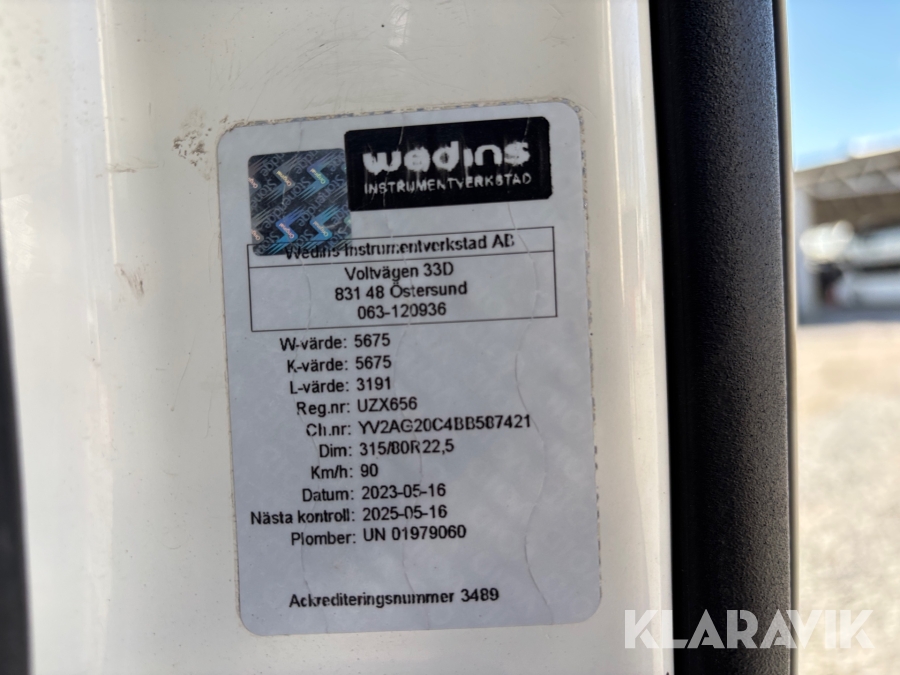 wedins
INSTRUMENTVERKSTAD
Wedins Instrumentverkstad AB
Voltvägen 33D
831 48 Östersund
063-120936
W-värde: 5675
K-värde: 5675
L-värde: 3191
Reg.nr: UZX656
Ch.nr: YV2AG20C4BB587421
Dim: 315/80R22,5
Km/h: 90
Datum: 2023-05-16
Nästa kontroll: 2025-05-16
Plomber: UN 01979060
Ackrediteringsnummer 3489
KLARAVIK